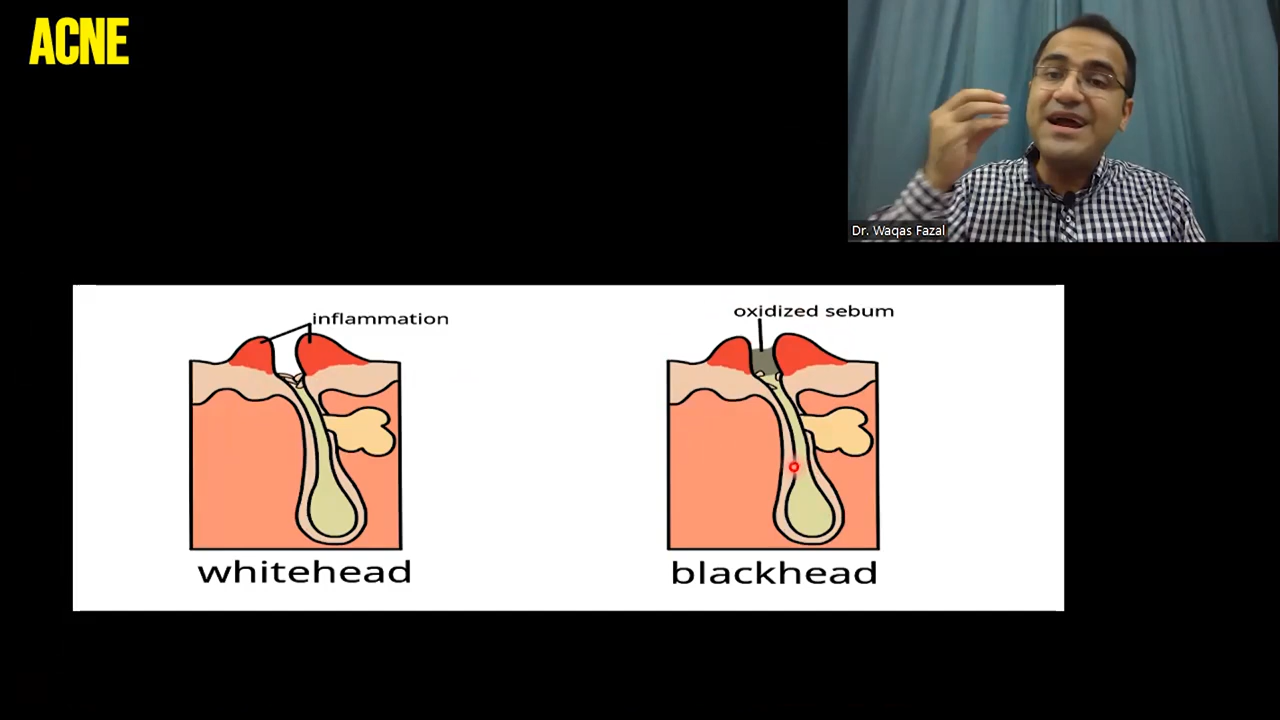 ACNE
Dr. Waqas Fazal
inflammation
oxidized sebum
whitehead
blackhead